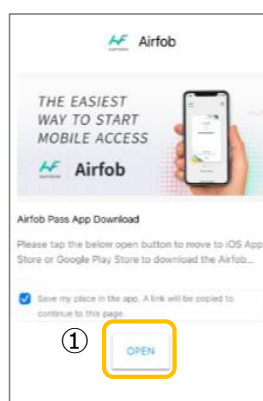 Airfob
THE EASIEST
WAY TO START
MOBILE ACCESS
Airfob
Airfob Pass App Download
Please tap the below open button to move to iOS App
Store or Google Play Store to download the Airfob...
Save my place in the app. A link will be copied to
continue to this page.
① OPEN